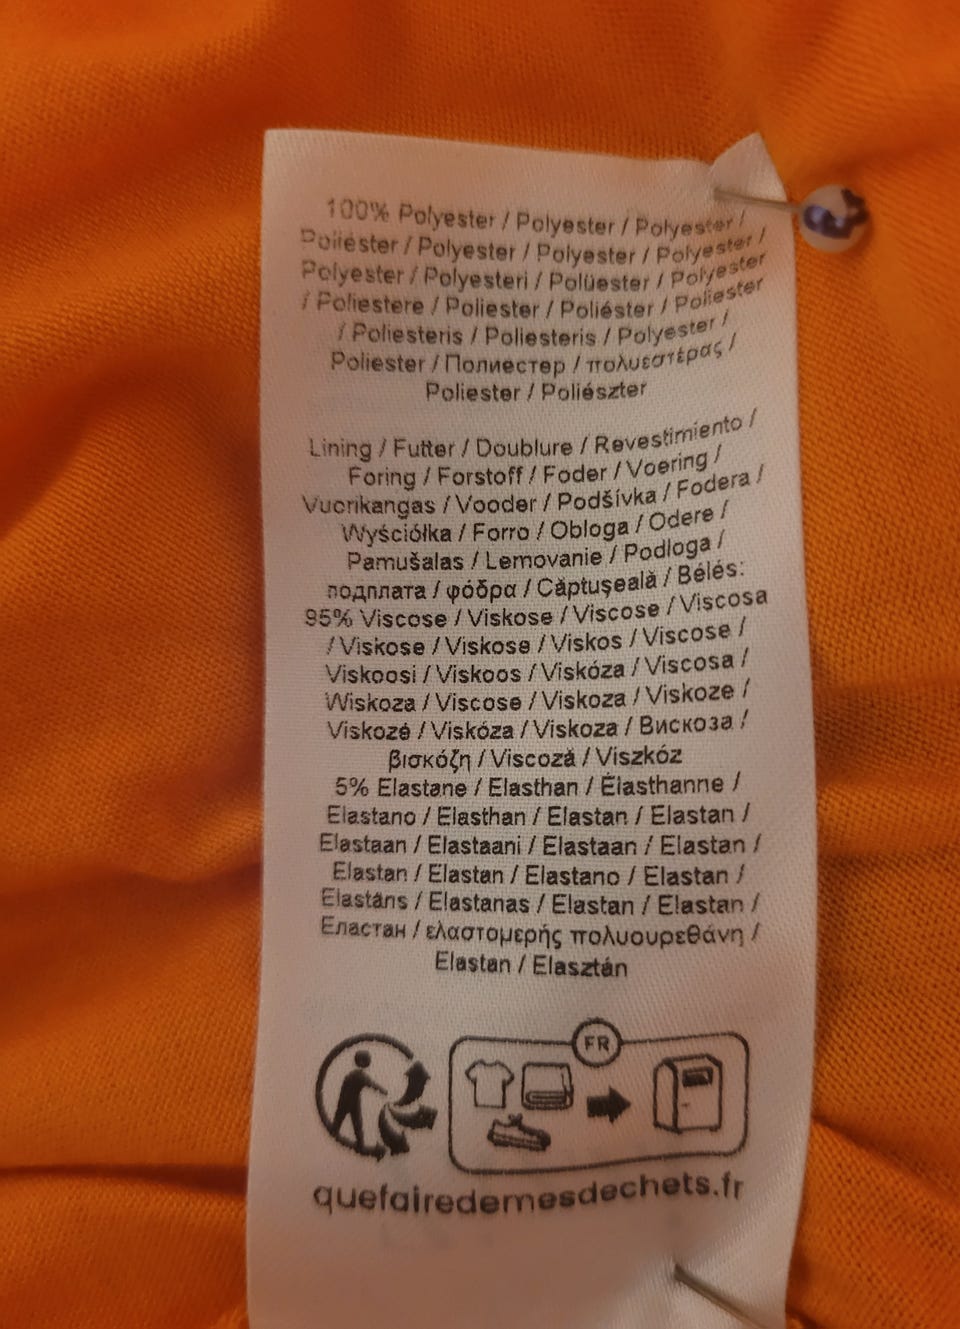 100% Polyester / Polyester / Polyester /
Poliéster / Polyester / Polyester / Polyester /
Polyester / Polyesteri / Polüester / Polyester
/ Poliestere / Poliester / Poliéster / Poliester
/ Poliesteris / Poliesteris / Polyester /
Poliester / Полиестер / πολυεστέρας /
Poliester / Poliészter
Lining / Futter / Doublure / Revestimiento /
Foring / Forstoff / Foder / Voering /
Vuorikangas / Vooder / Podšívka / Fodera /
Wyściółka / Forro / Obloga / Odere /
Pamušalas / Lemovanie / Podloga /
подплата / φόδρα / Căptuşeală / Bélés:
95% Viscose / Viskose / Viscose / Viscosa
/ Viskose / Viskose / Viskos / Viscose /
Viskoosi / Viskoos / Viskóza / Viscosa /
Wiskoza / Viscose / Viskoza / Viskoze /
Viskozė / Viskóza / Viskoza / Вискоза /
βισκόζη / Viscoză / Viszkóz
5% Elastane / Elasthan / Élasthanne /
Elastano / Elasthan / Elastan / Elastan /
Elastaan / Elastaani / Elastaan / Elastan /
Elastan / Elastan / Elastano / Elastan /
Elastāns / Elastanas / Elastan / Elastan /
Еластан / ελαστομερής πολυουρεθάνη /
Elastan / Elasztán
FR
quefairedemesdechets.fr